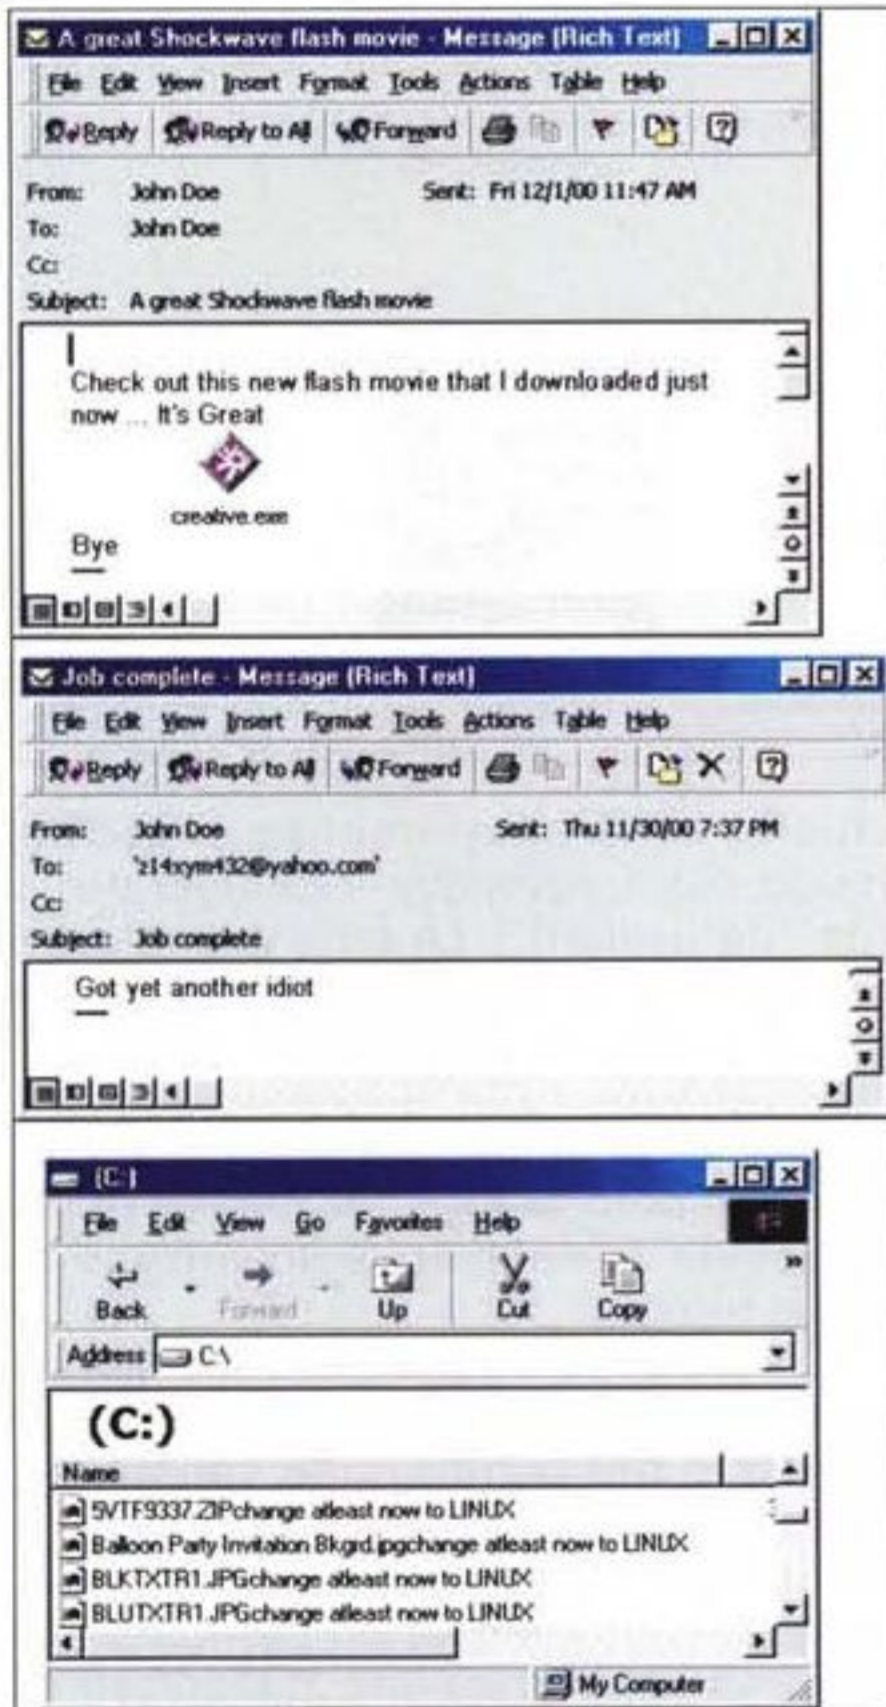 A great Shockwave flash movie - Message (Rich Text)
File Edit View Insert Format Tools Actions Table Help
Reply Reply to All Forward
From: John Doe Sent: Fri 12/1/00 11:47 AM
To: John Doe
Cc:
Subject: A great Shockwave flash movie
Check out this new flash movie that I downloaded just
now ... It's Great
creative.exe
Bye
Job complete - Message (Rich Text)
File Edit View Insert Format Tools Actions Table Help
Reply Reply to All Forward
From: John Doe Sent: Thu 11/30/00 7:37 PM
To: 'z14xym432@yahoo.com'
Cc:
Subject: Job complete
Got yet another idiot
(C:)
File Edit View Go Favorites Help
Back Forward Up Cut Copy »
Address C:\
(C:)
Name
5VTF9337.ZIPchange atleast now to LINUX
Balloon Party Invitation Bkgrd.jpgchange atleast now to LINUX
BLKTXTR1.JPGchange atleast now to LINUX
BLUTXTR1.JPGchange atleast now to LINUX
My Computer